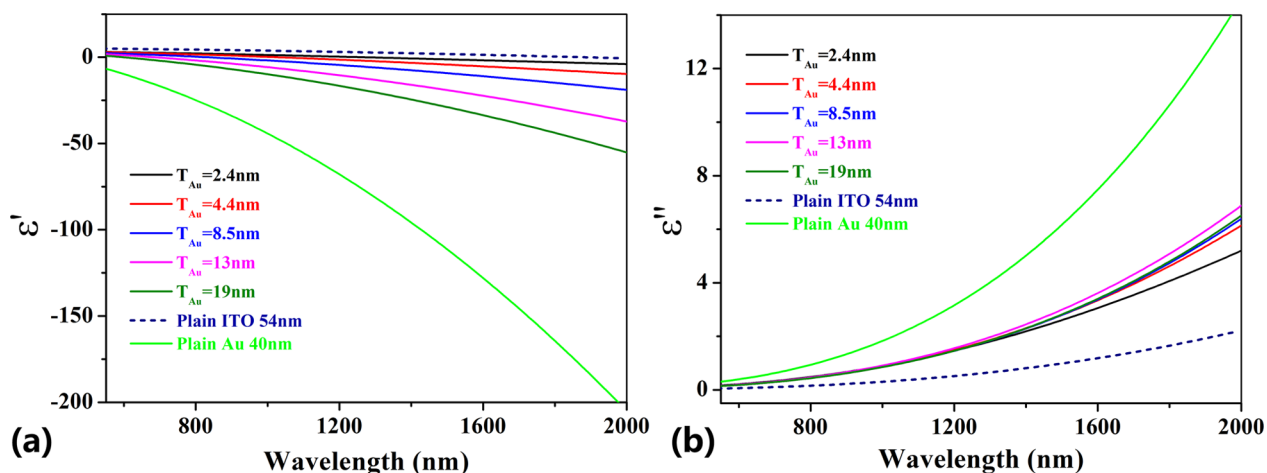 0
-50
-100
-150
-200
ε'
T_Au=2.4nm
T_Au=4.4nm
T_Au=8.5nm
T_Au=13nm
T_Au=19nm
Plain ITO 54nm
Plain Au 40nm
800 1200 1600 2000
Wavelength (nm)
(a)
12
8
4
0
ε''
T_Au=2.4nm
T_Au=4.4nm
T_Au=8.5nm
T_Au=13nm
T_Au=19nm
Plain ITO 54nm
Plain Au 40nm
800 1200 1600 2000
Wavelength (nm)
(b)